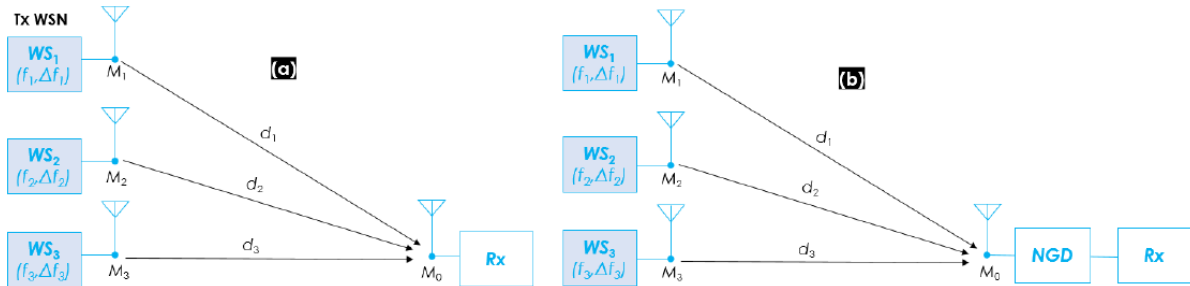 Tx WSN
WS₁
(f₁,Δf₁)
M₁
(a)
d₁
WS₂
(f₂,Δf₂)
M₂
d₂
WS₃
(f₃,Δf₃)
M₃
d₃
M₀
Rx
WS₁
(f₁,Δf₁)
M₁
(b)
d₁
WS₂
(f₂,Δf₂)
M₂
d₂
WS₃
(f₃,Δf₃)
M₃
d₃
M₀
NGD
Rx